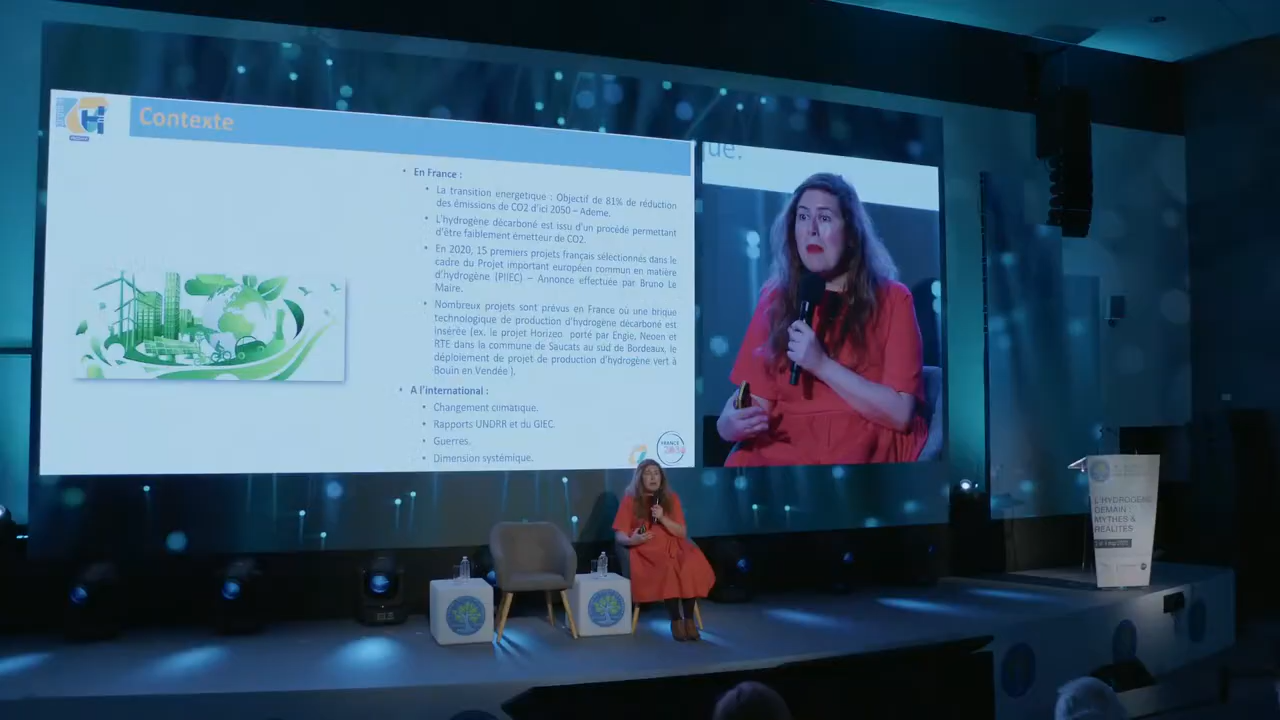 Contexte
que.
• En France :
• La transition energetique : Objectif de 81% de réduction
des émissions de CO2 d'ici 2050 – Ademe.
• L'hydrogène décarboné est issu d'un procédé permettant
d'être faiblement émetteur de CO2.
• En 2020, 15 premiers projets français sélectionnés dans le
cadre du Projet important européen commun en matière
d'hydrogène (PIIEC) – Annonce effectuée par Bruno Le
Maire.
• Nombreux projets sont prévus en France où une brique
technologique de production d'hydrogène décarboné est
insérée (ex. le projet Horizeo porté par Engie, Neoen et
RTE dans la commune de Saucats au sud de Bordeaux, le
déploiement de projet de production d'hydrogène vert à
Bouin en Vendée ).
• A l'international :
• Changement climatique.
• Rapports UNDRR et du GIEC.
• Guerres.
• Dimension systémique.
FRANCE
2030
L'HYDROGÈNE
DEMAIN :
MYTHES &
RÉALITÉS